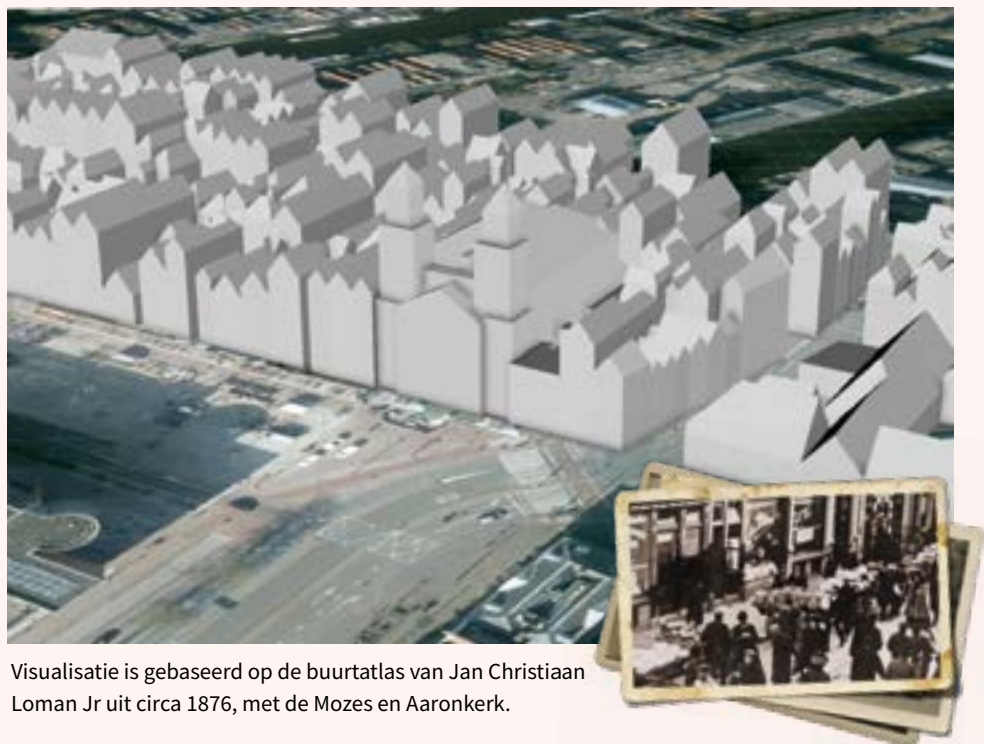 Visualisatie is gebaseerd op de buurtatlas van Jan Christiaan
Loman Jr uit circa 1876, met de Mozes en Aaronkerk.